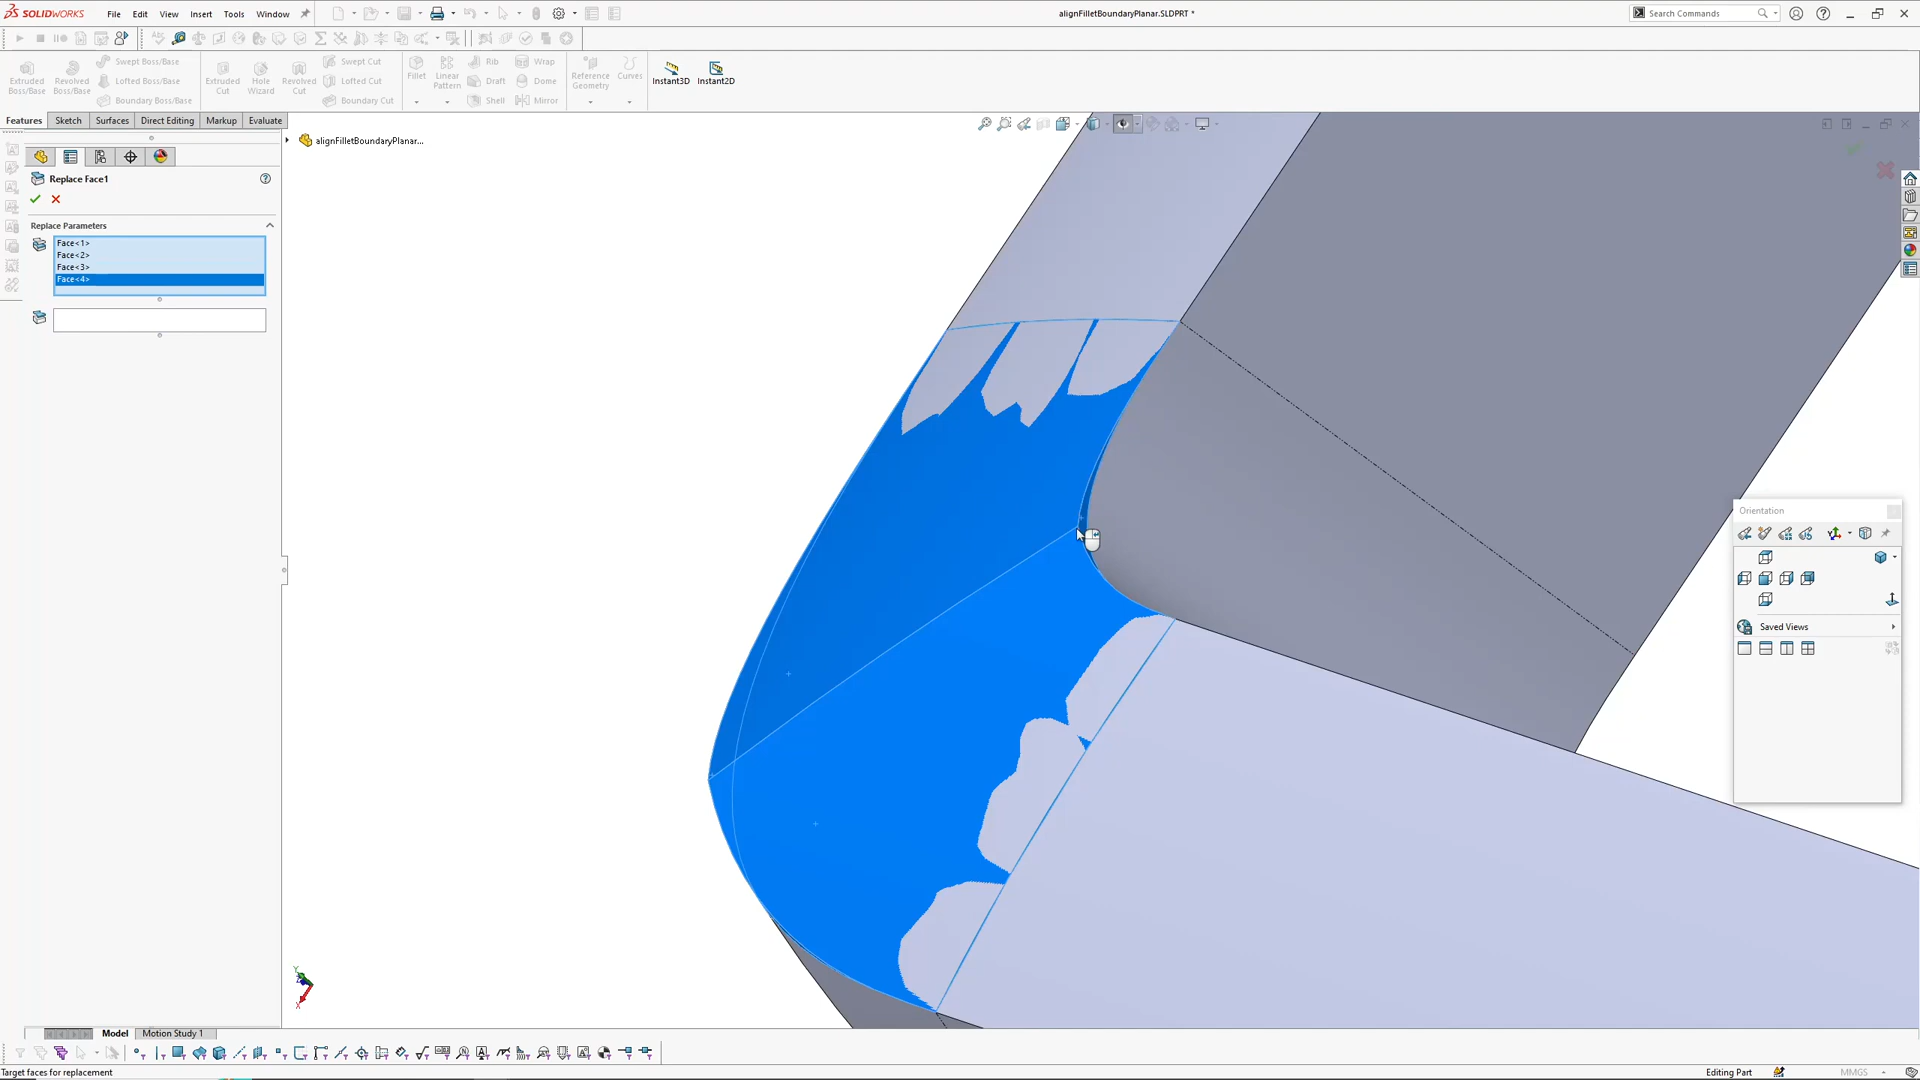 SOLIDWORKS
File Edit View Insert Tools Window
alignFilletBoundaryPlanar.SLDPRT *
Search Commands
Extruded Boss/Base
Revolved Boss/Base
Swept Boss/Base
Lofted Boss/Base
Boundary Boss/Base
Extruded Cut
Hole Wizard
Revolved Cut
Swept Cut
Lofted Cut
Boundary Cut
Fillet
Linear Pattern
Rib
Draft
Shell
Wrap
Dome
Mirror
Reference Geometry
Curves
Instant3D
Instant2D
Features Sketch Surfaces Direct Editing Markup Evaluate
alignFilletBoundaryPlanar...
Replace Face1
Replace Parameters
Face<1>
Face<2>
Face<3>
Face<4>
Orientation
Saved Views
Y
X
Model Motion Study 1
Target faces for replacement
Editing Part
MMGS